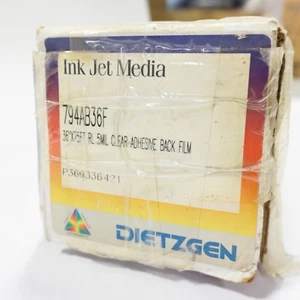 Ink Jet Media
794AB36F
36"X75FT RL 5MIL CLEAR ADHESIVE BACK FILM
P369336421
DIETZGEN